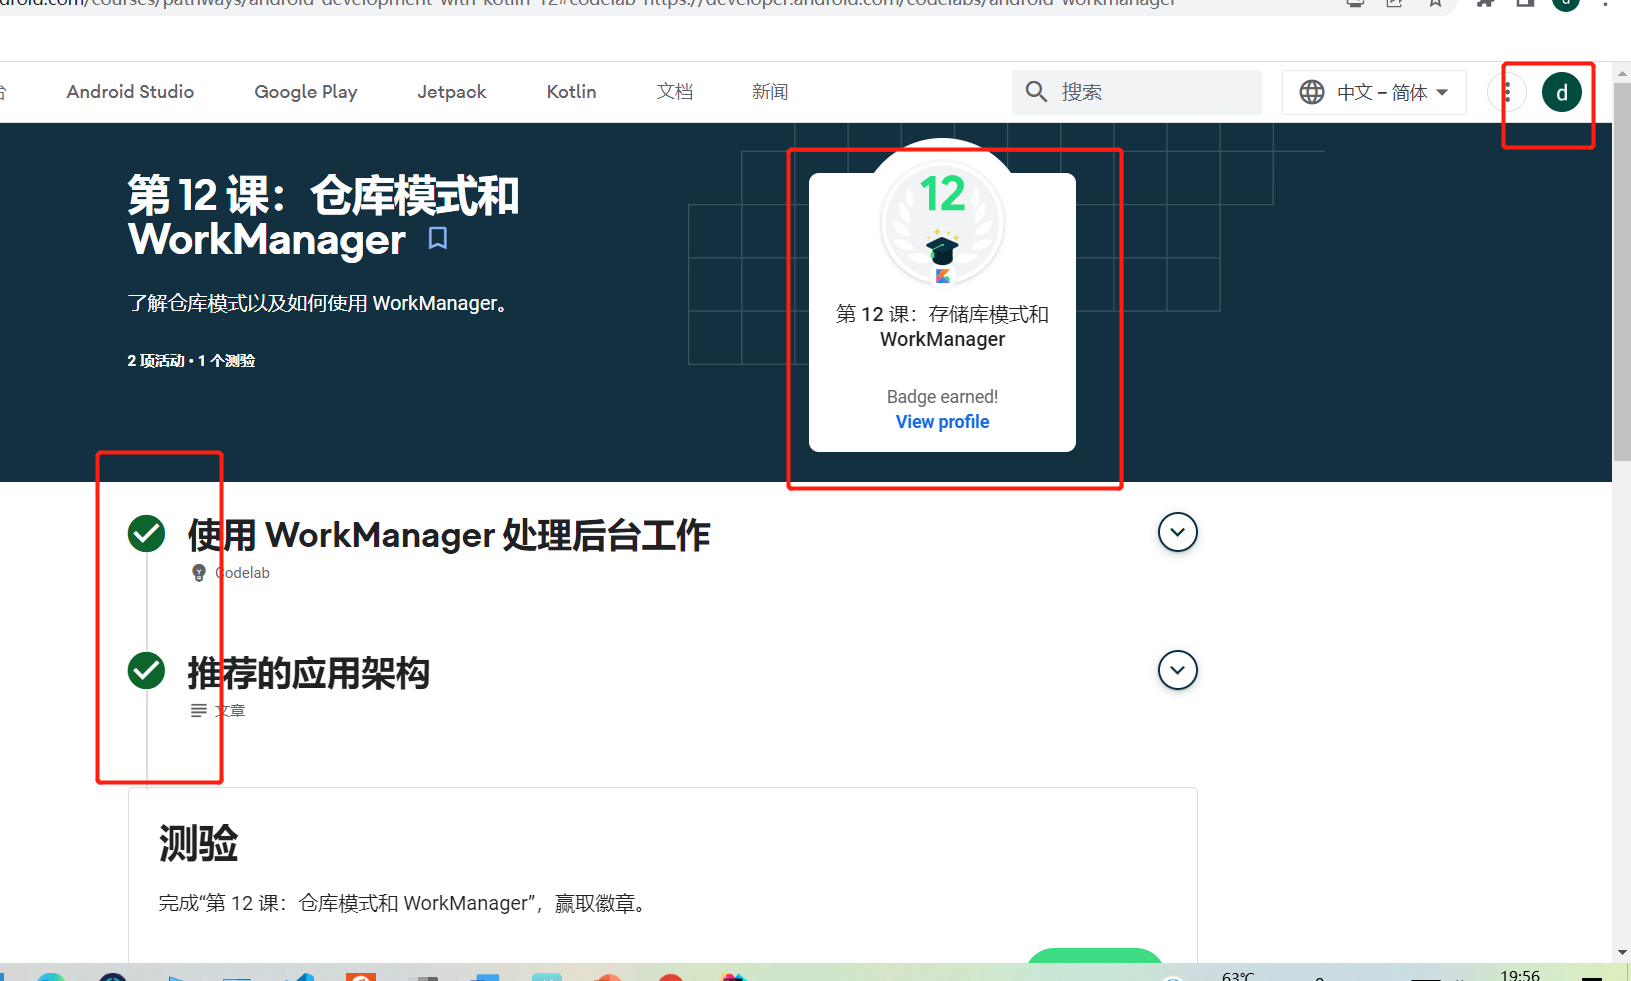 droid.com/courses/pathways/android-development-with-kotlin-12#codelab-https://developer.android.com/codelabs/android-workmanager
d
台 Android Studio Google Play Jetpack Kotlin 文档 新闻 搜索 中文 – 简体 d
第 12 课：仓库模式和
WorkManager
了解仓库模式以及如何使用 WorkManager。
2 项活动 • 1 个测验
12
第 12 课：存储库模式和
WorkManager
Badge earned!
View profile
使用 WorkManager 处理后台工作
Codelab
推荐的应用架构
文章
测验
完成“第 12 课：仓库模式和 WorkManager”，赢取徽章。
63℃
19:56